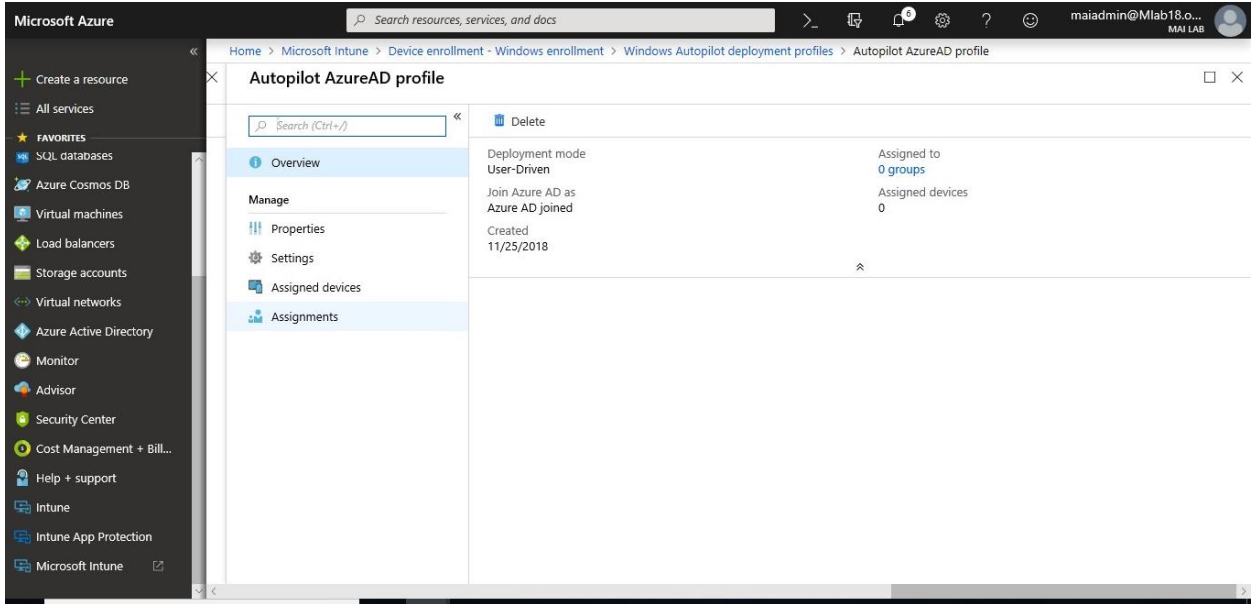 Microsoft Azure
Search resources, services, and docs
6
maiadmin@Mlab18.o...
MAI LAB
Home > Microsoft Intune > Device enrollment - Windows enrollment > Windows Autopilot deployment profiles > Autopilot AzureAD profile
Create a resource
All services
FAVORITES
SQL databases
Azure Cosmos DB
Virtual machines
Load balancers
Storage accounts
Virtual networks
Azure Active Directory
Monitor
Advisor
Security Center
Cost Management + Bill...
Help + support
Intune
Intune App Protection
Microsoft Intune
Autopilot AzureAD profile
Search (Ctrl+/)
Overview
Manage
Properties
Settings
Assigned devices
Assignments
Delete
Deployment mode
User-Driven
Join Azure AD as
Azure AD joined
Created
11/25/2018
Assigned to
0 groups
Assigned devices
0